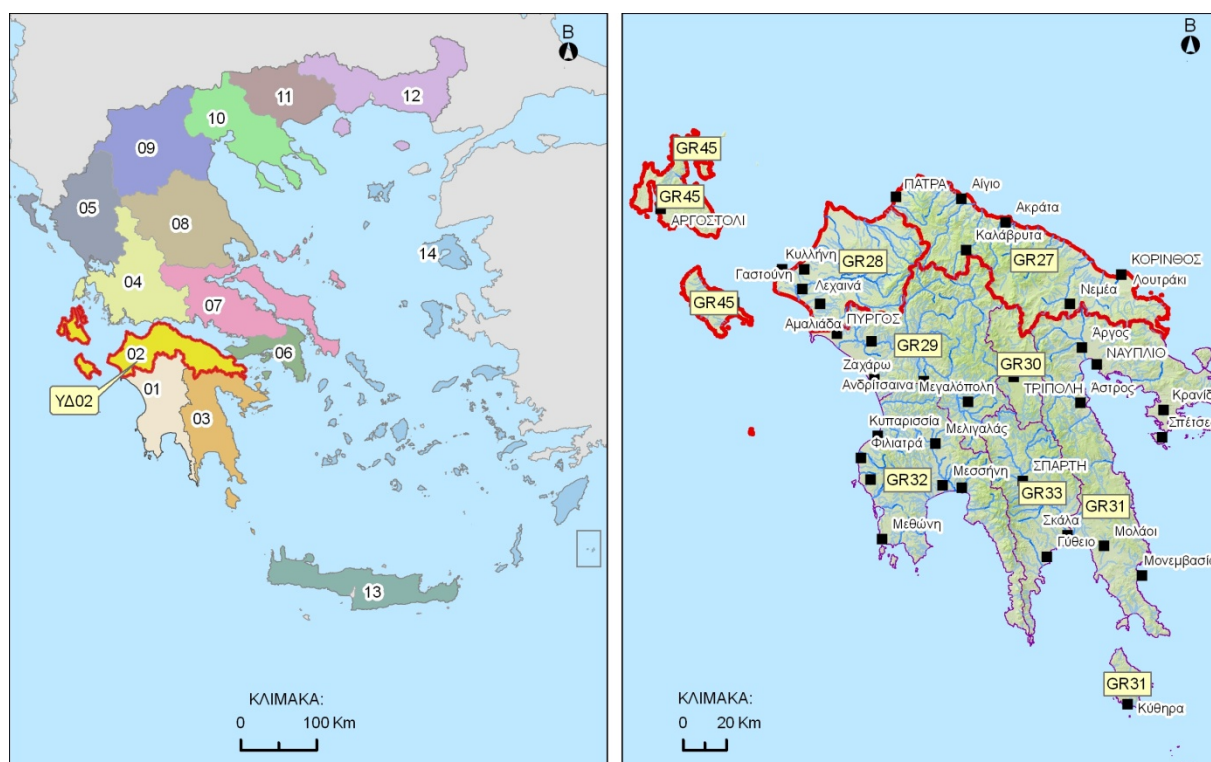 Β
12
11
10
09
05
08
14
04
07
06
02
01
03
ΥΔ02
13
ΚΛΙΜΑΚΑ:
0 100 Km
Β
GR45
GR45
ΑΡΓΟΣΤΟΛΙ
ΠΑΤΡΑ
Αίγιο
Ακράτα
Καλάβρυτα
Κυλλήνη
GR28
GR27
ΚΟΡΙΝΘΟΣ
Γαστούνη
Λουτράκι
Λεχαινά
Νεμέα
GR45
Αμαλιάδα
ΠΥΡΓΟΣ
Άργος
GR29
ΝΑΥΠΛΙΟ
Ζαχάρω
GR30
Ανδρίτσαινα
Μεγαλόπολη
ΤΡΙΠΟΛΗ
Άστρος
Κρανίδ
Κυπαρισσία
Μελιγαλάς
Σπέτσες
Φιλιατρά
ΣΠΑΡΤΗ
GR32
Μεσσήνη
GR33
GR31
Σκάλα
Μεθώνη
Γύθειο
Μολάοι
Μονεμβασία
GR31
Κύθηρα
ΚΛΙΜΑΚΑ:
0 20 Km